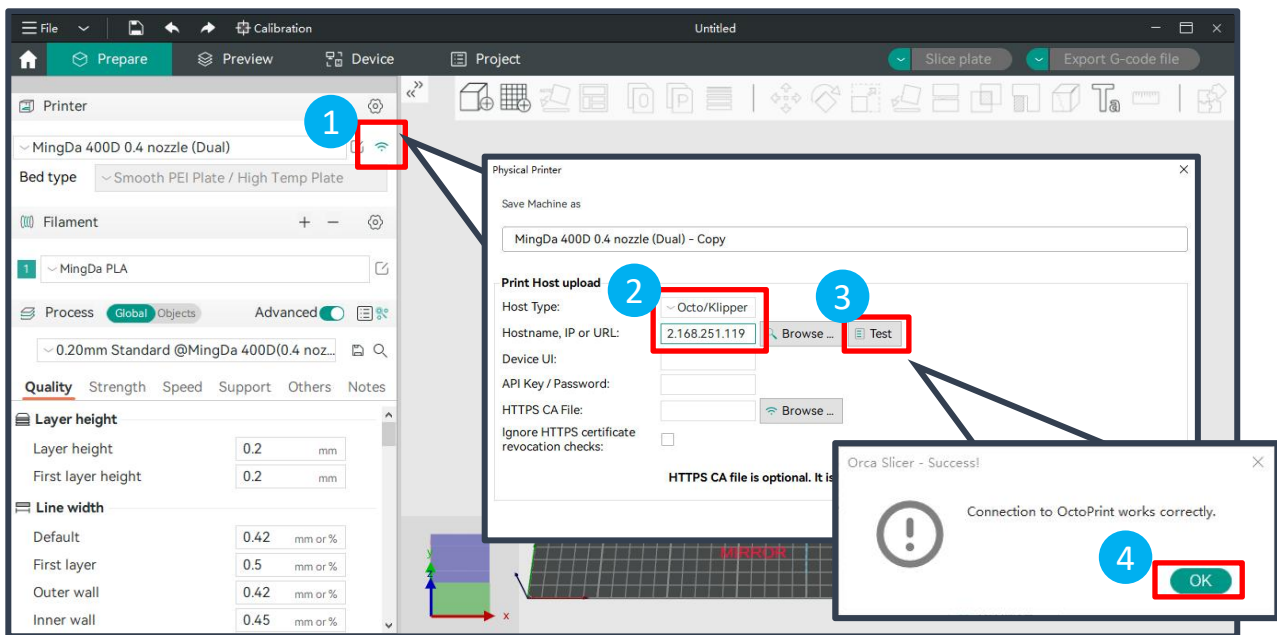 File
Calibration
Untitled
Prepare
Preview
Device
Project
Slice plate
Export G-code file
Printer
1
MingDa 400D 0.4 nozzle (Dual)
Bed type
Smooth PEI Plate / High Temp Plate
Filament
1 MingDa PLA
Process Global Objects Advanced
0.20mm Standard @MingDa 400D(0.4 noz...
Quality Strength Speed Support Others Notes
Layer height
Layer height 0.2 mm
First layer height 0.2 mm
Line width
Default 0.42 mm or %
First layer 0.5 mm or %
Outer wall 0.42 mm or %
Inner wall 0.45 mm or %
Physical Printer
Save Machine as
MingDa 400D 0.4 nozzle (Dual) - Copy
Print Host upload
2
3
Host Type: Octo/Klipper
Hostname, IP or URL: 2.168.251.119 Browse ... Test
Device UI:
API Key / Password:
HTTPS CA File: Browse ...
Ignore HTTPS certificate
revocation checks:
HTTPS CA file is optional. It is
MIRROR
y
x
Orca Slicer - Success!
Connection to OctoPrint works correctly.
4
OK